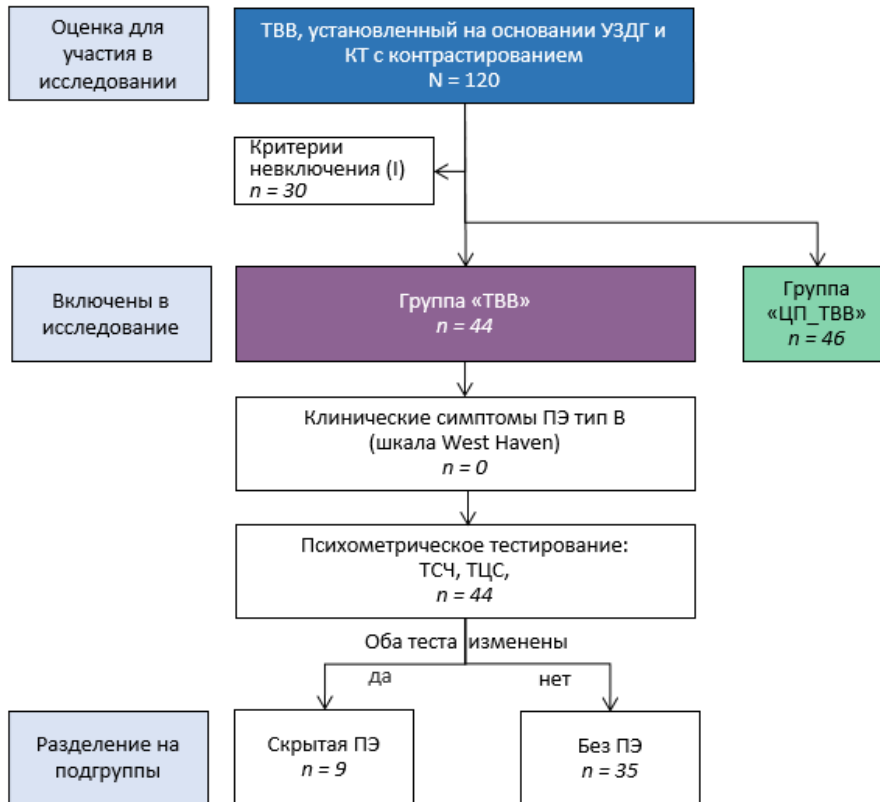 Оценка для
участия в
исследовании
ТВВ, установленный на основании УЗДГ и
КТ с контрастированием
N = 120
Критерии
невключения (I)
n = 30
Включены в
исследование
Группа «ТВВ»
n = 44
Группа
«ЦП_ТВВ»
n = 46
Клинические симптомы ПЭ тип В
(шкала West Haven)
n = 0
Психометрическое тестирование:
ТСЧ, ТЦС,
n = 44
Оба теста изменены
да
нет
Разделение на
подгруппы
Скрытая ПЭ
n = 9
Без ПЭ
n = 35